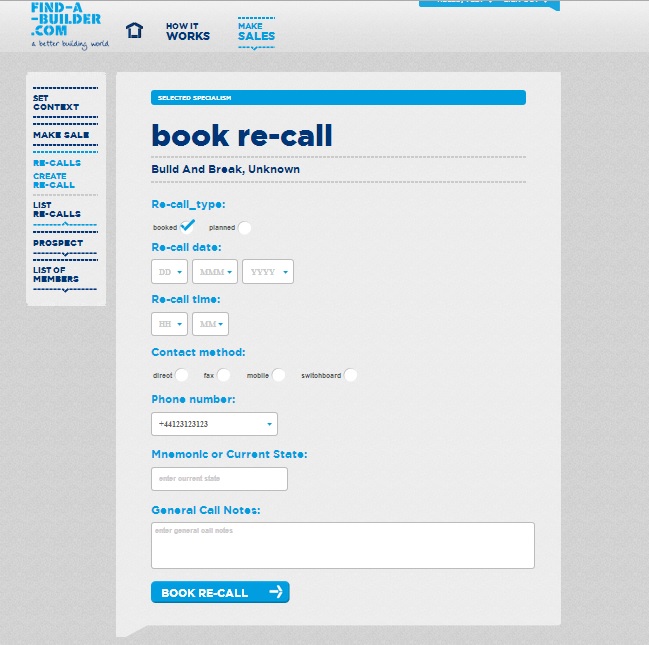 FIND-A
-BUILDER
.COM
a better building world
HOW IT
WORKS
MAKE
SALES
SET
CONTEXT
MAKE SALE
RE-CALLS
CREATE
RE-CALL
LIST
RE-CALLS
PROSPECT
LIST OF
MEMBERS
SELECTED SPECIALISM
book re-call
Build And Break, Unknown
Re-call_type:
booked planned
Re-call date:
DD MMM YYYY
Re-call time:
HH MM
Contact method:
direct fax mobile switchboard
Phone number:
+44123123123
Mnemonic or Current State:
enter current state
General Call Notes:
enter general call notes
BOOK RE-CALL